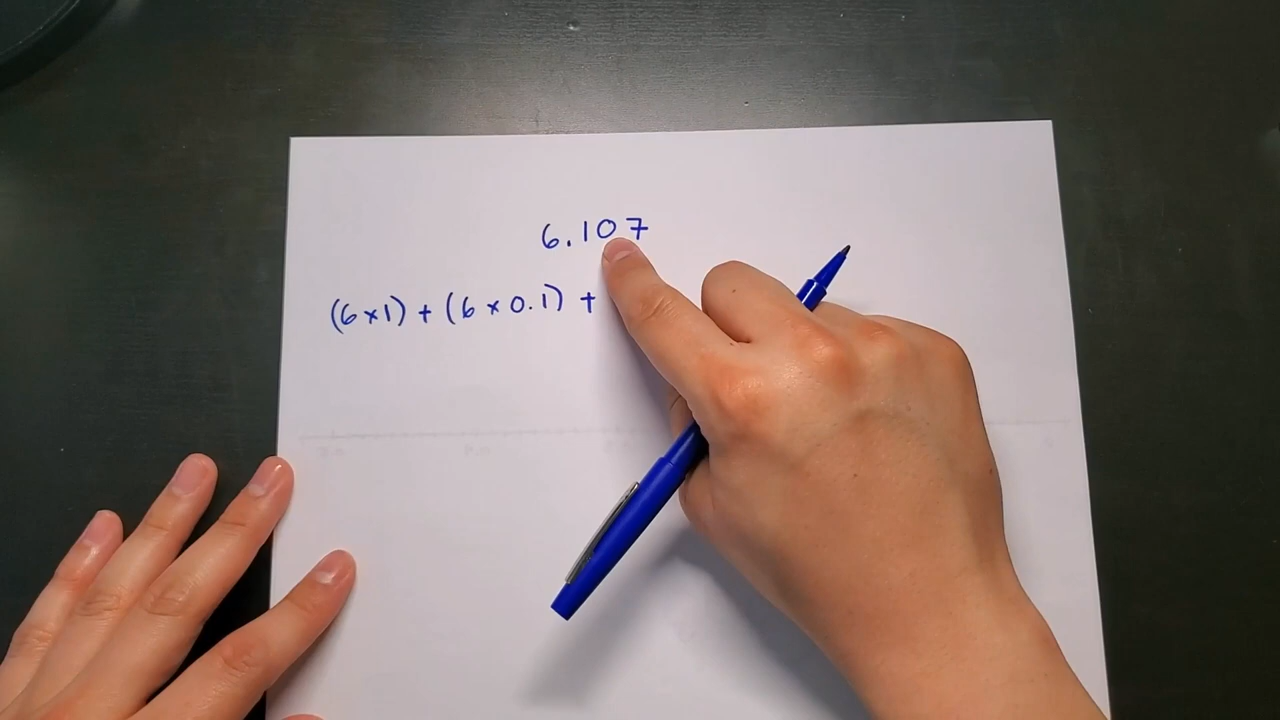 6.107
(6×1) + (6×0.1) +